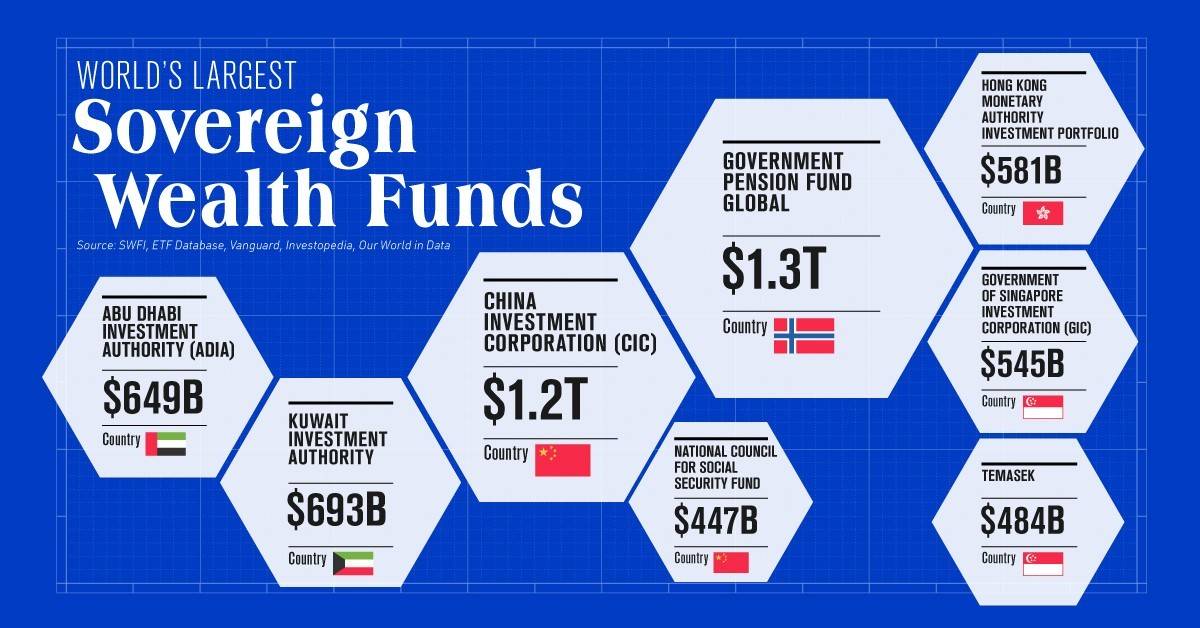 WORLD'S LARGEST
Sovereign
Wealth Funds
Source: SWFI, ETF Database, Vanguard, Investopedia, Our World in Data
ABU DHABI
INVESTMENT
AUTHORITY (ADIA)
$649B
Country
KUWAIT
INVESTMENT
AUTHORITY
$693B
Country
CHINA
INVESTMENT
CORPORATION (CIC)
$1.2T
Country
NATIONAL COUNCIL
FOR SOCIAL
SECURITY FUND
$447B
Country
GOVERNMENT
PENSION FUND
GLOBAL
$1.3T
Country
HONG KONG
MONETARY
AUTHORITY
INVESTMENT PORTFOLIO
$581B
Country
GOVERNMENT
OF SINGAPORE
INVESTMENT
CORPORATION (GIC)
$545B
Country
TEMASEK
$484B
Country